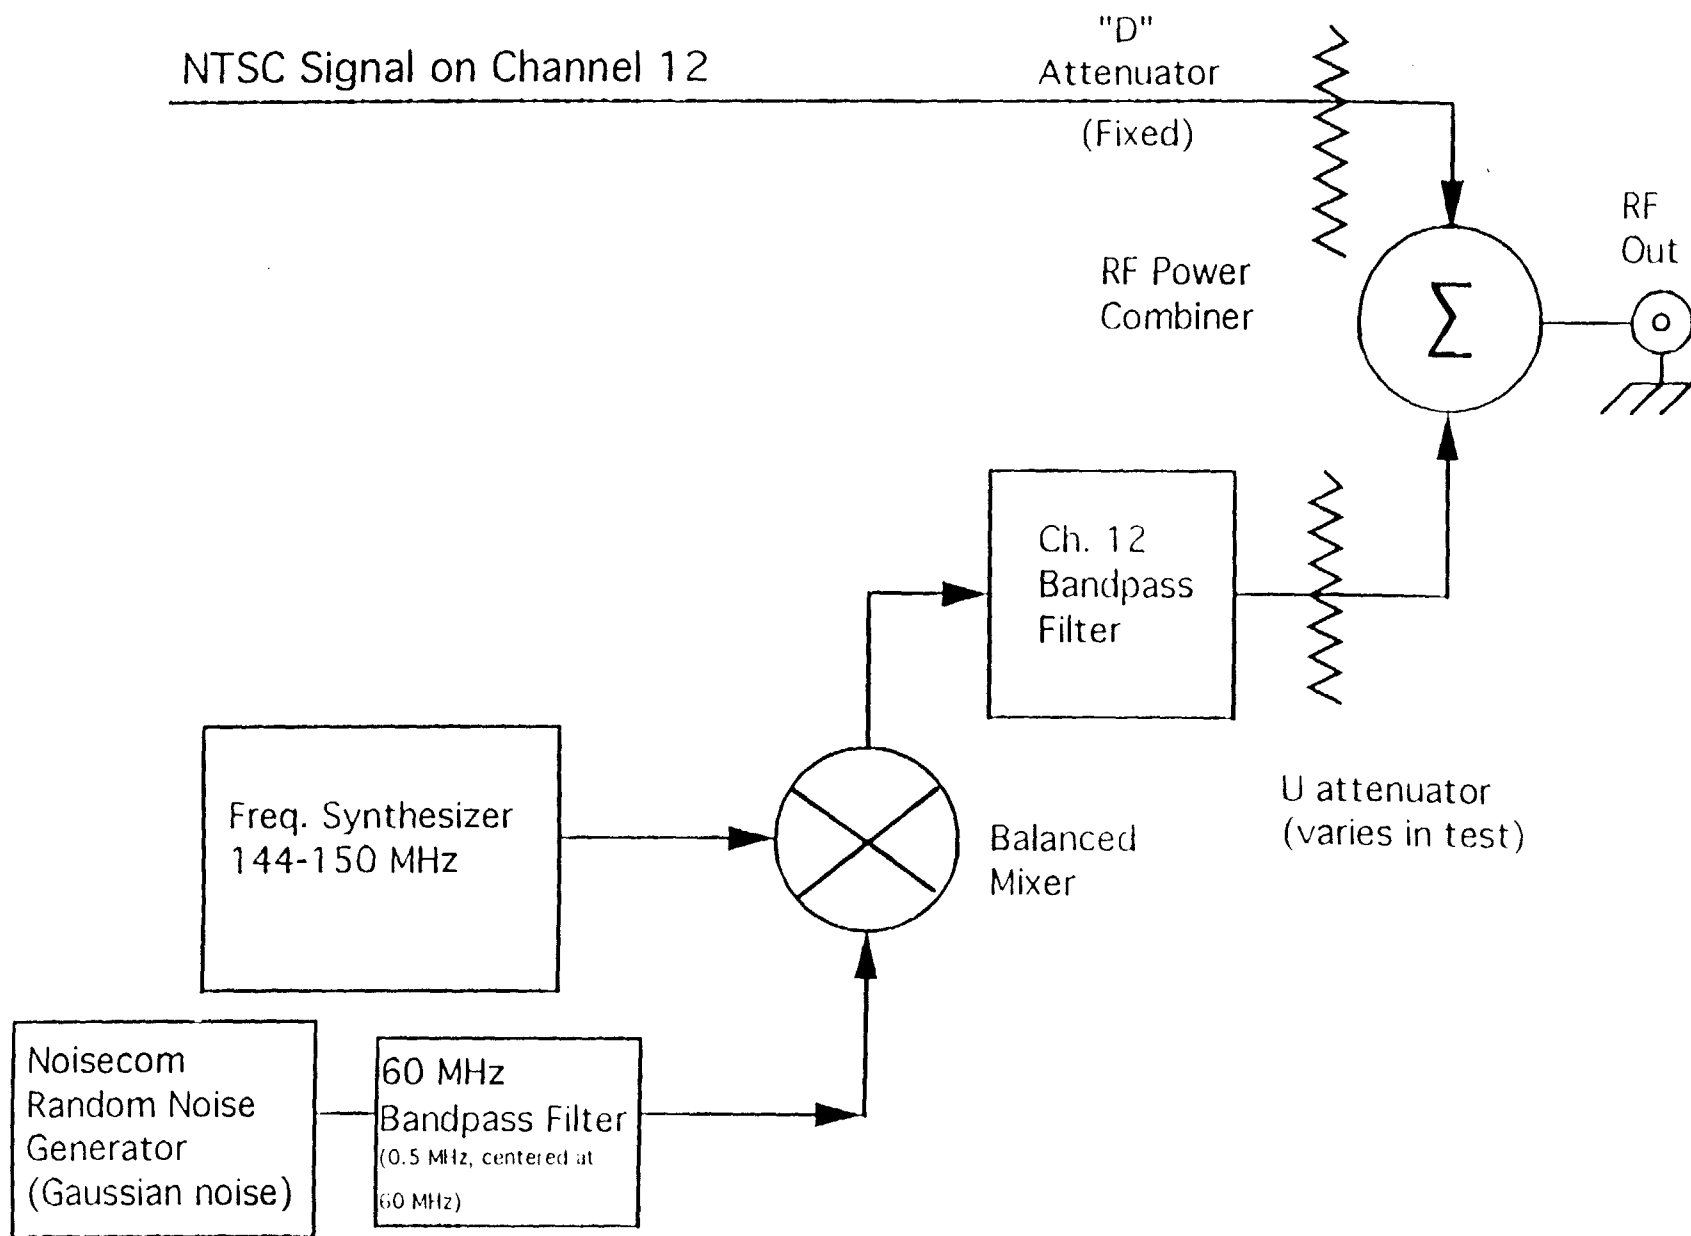 NTSC Signal on Channel 12
"D"
Attenuator
(Fixed)
RF
Out
RF Power
Combiner
Σ
Ch. 12
Bandpass
Filter
U attenuator
(varies in test)
Freq. Synthesizer
144-150 MHz
Balanced
Mixer
Noisecom
Random Noise
Generator
(Gaussian noise)
60 MHz
Bandpass Filter
(0.5 MHz, centered at
60 MHz)